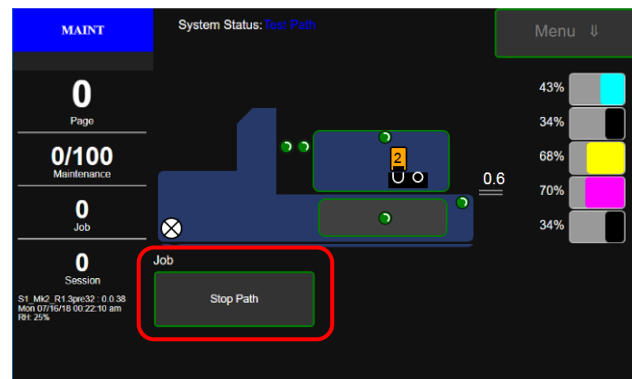 MAINT
System Status: Test Path
Menu ⇓
0
Page
0/100
Maintenance
0
Job
0
Session
S1_Mk2_R1.3pre32 : 0.0.38
Mon 07/16/18 00:22:10 am
RH: 25%
2
0.6
43%
34%
68%
70%
34%
Job
Stop Path